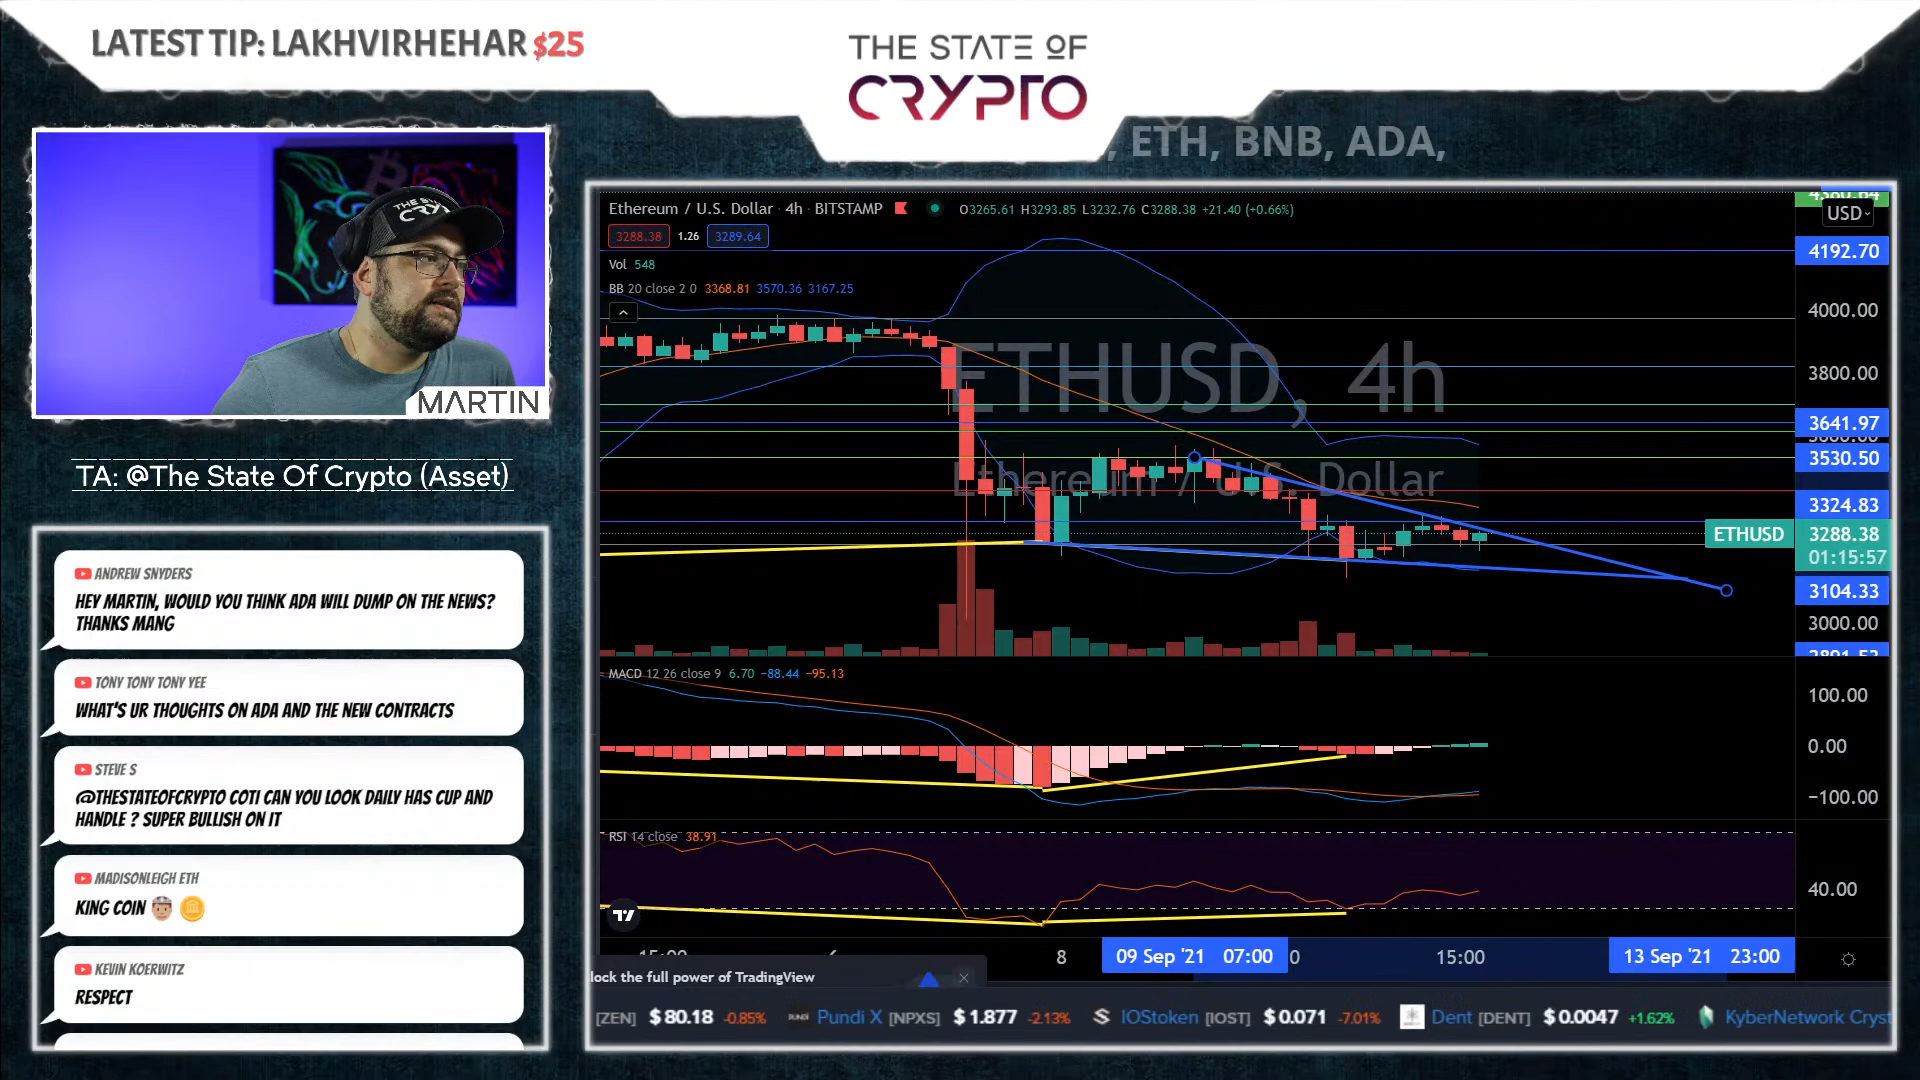 LATEST TIP: LAKHVIRHEHAR $25
THE STATE OF
CRYPTO
, ETH, BNB, ADA,
MARTIN
TA: @The State Of Crypto (Asset)
ANDREW SNYDERS
HEY MARTIN, WOULD YOU THINK ADA WILL DUMP ON THE NEWS?
THANKS MANG
TONY TONY TONY YEE
WHAT'S UR THOUGHTS ON ADA AND THE NEW CONTRACTS
STEVE S
@THESTATEOFCRYPTO COTI CAN YOU LOOK DAILY HAS CUP AND
HANDLE ? SUPER BULLISH ON IT
MADISONLEIGH ETH
KING COIN
KEVIN KOERWITZ
RESPECT
Ethereum / U.S. Dollar · 4h · BITSTAMP O3265.61 H3293.85 L3232.76 C3288.38 +21.40 (+0.66%)
3288.38 1.26 3289.64
Vol 548
BB 20 close 2 0 3368.81 3570.36 3167.25
ETHUSD, 4h
Ethereum / U.S. Dollar
USD
4192.70
4000.00
3800.00
3641.97
3530.50
3324.83
ETHUSD 3288.38
01:15:57
3104.33
3000.00
MACD 12 26 close 9 6.70 −88.44 −95.13
100.00
0.00
−100.00
RSI 14 close 38.91
40.00
8 09 Sep '21 07:00 0 15:00 13 Sep '21 23:00
lock the full power of TradingView
[ZEN] $80.18 -0.85% Pundi X [NPXS] $1.877 -2.13% IOStoken [IOST] $0.071 -7.01% Dent [DENT] $0.0047 +1.62% KyberNetwork Cryst